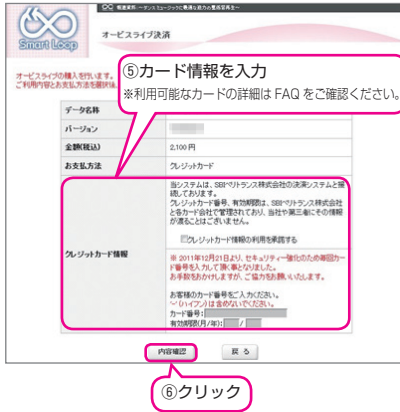 Smart Loop
オービスライブ決済
オービスライブの購入を行います。
ご利用内容とお支払方法を選択後、
⑤カード情報を入力
※利用可能なカードの詳細は FAQ をご確認ください。
データ名称
バージョン
金額(税込) 2,100 円
お支払方法 クレジットカード
クレジットカード情報
当システムは、SBIベリトランス株式会社の決済システムと接
続しております。
クレジットカード番号、有効期限は、SBIベリトランス株式会社
と各カード会社で管理されており、当社や第三者にその情報
が渡ることはございません。
クレジットカード情報の利用を承諾する
※ 2011年12月21日より、セキュリティー強化のため毎回カー
ド番号を入力して頂く事となりました。
お手数をおかけしますが、ご協力をお願いいたします。
お客様のカード番号をご入力ください。
'-'(ハイフン)は含めないでください。
カード番号:
有効期限(月/年): /
内容確認 戻る
⑥クリック